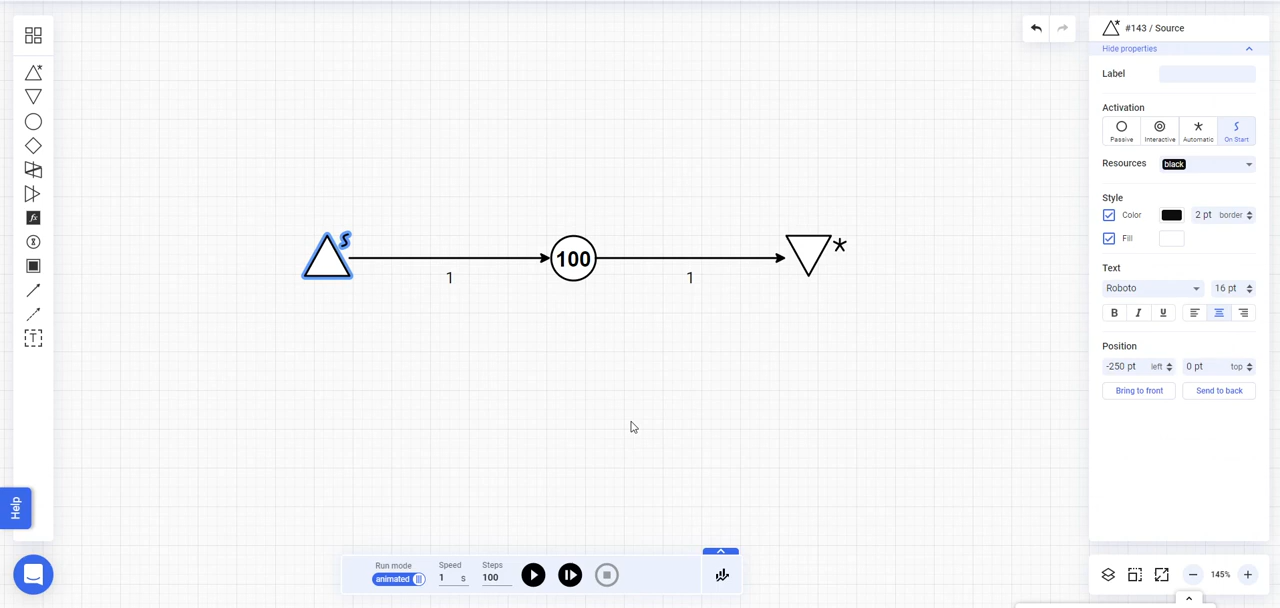 #143 / Source
Hide properties
Label
Activation
Passive Interactive Automatic On Start
Resources black
Style
Color 2 pt border
Fill
Text
Roboto 16 pt
B I U
Position
-250 pt left 0 pt top
Bring to front Send to back
fx
T
S
100
*
1 1
Help
Run mode Speed Steps
animated 1 s 100
145%